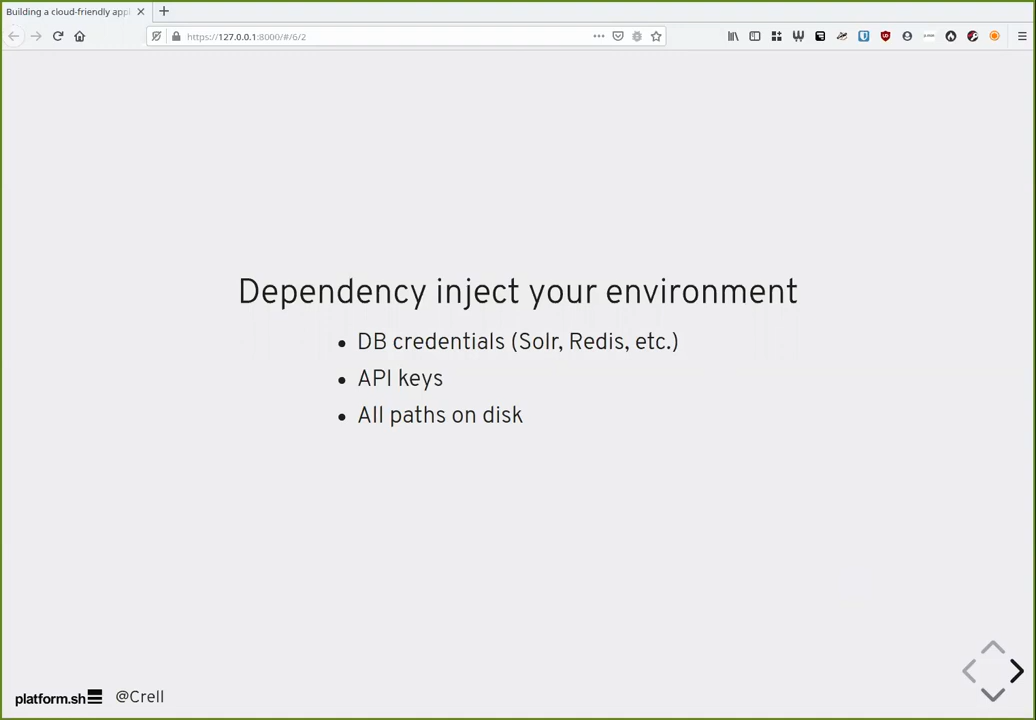 Building a cloud-friendly appl
https://127.0.0.1:8000/#/6/2
Dependency inject your environment
• DB credentials (Solr, Redis, etc.)
• API keys
• All paths on disk
platform.sh @Crell